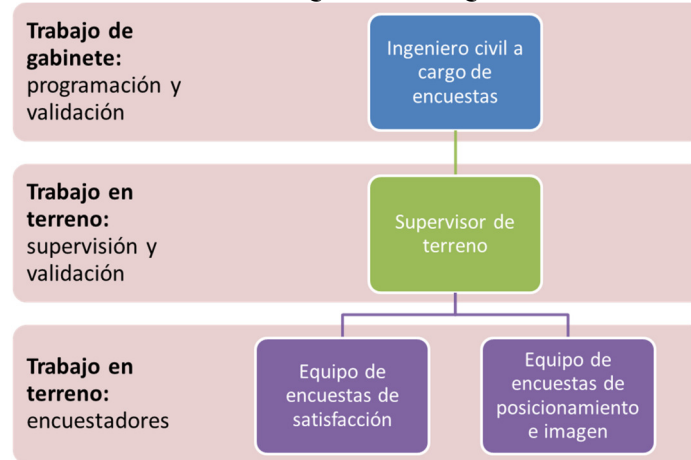 Trabajo de
gabinete:
programación y
validación
Ingeniero civil a
cargo de
encuestas
Trabajo en
terreno:
supervisión y
validación
Supervisor de
terreno
Trabajo en
terreno:
encuestadores
Equipo de
encuestas de
satisfacción
Equipo de
encuestas de
posicionamiento
e imagen